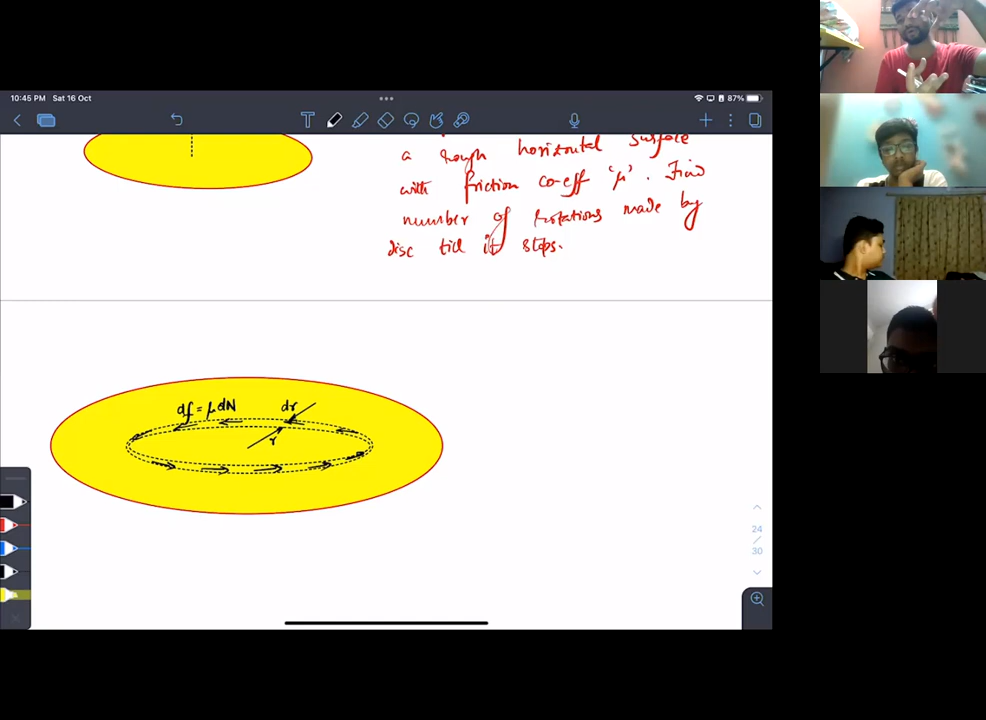 10:45 PM Sat 16 Oct
87%
T
a rough horizontal surface
with friction co-eff 'μ'. Find
number of rotations made by
disc till it stops.
df = μdN
dr
r
24
/
30